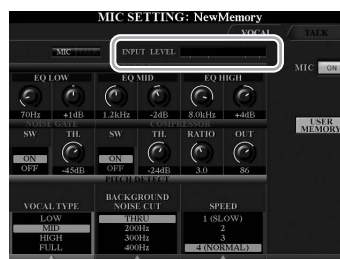 MIC SETTING: NewMemory
VOCAL TALK
MIC INPUT LEVEL
MIC ON
EQ LOW EQ MID EQ HIGH
70Hz +1dB 1.2kHz -2dB 8.0kHz +4dB
NOISE GATE COMPRESSOR
SW TH. SW TH. RATIO OUT
ON ON
OFF -45dB OFF -24dB 3.0 86
USER
MEMORY
PITCH DETECT
VOCAL TYPE BACKGROUND
NOISE CUT SPEED
LOW THRU 1 (SLOW)
MID 200Hz 2
HIGH 300Hz 3
FULL 400Hz 4 (NORMAL)